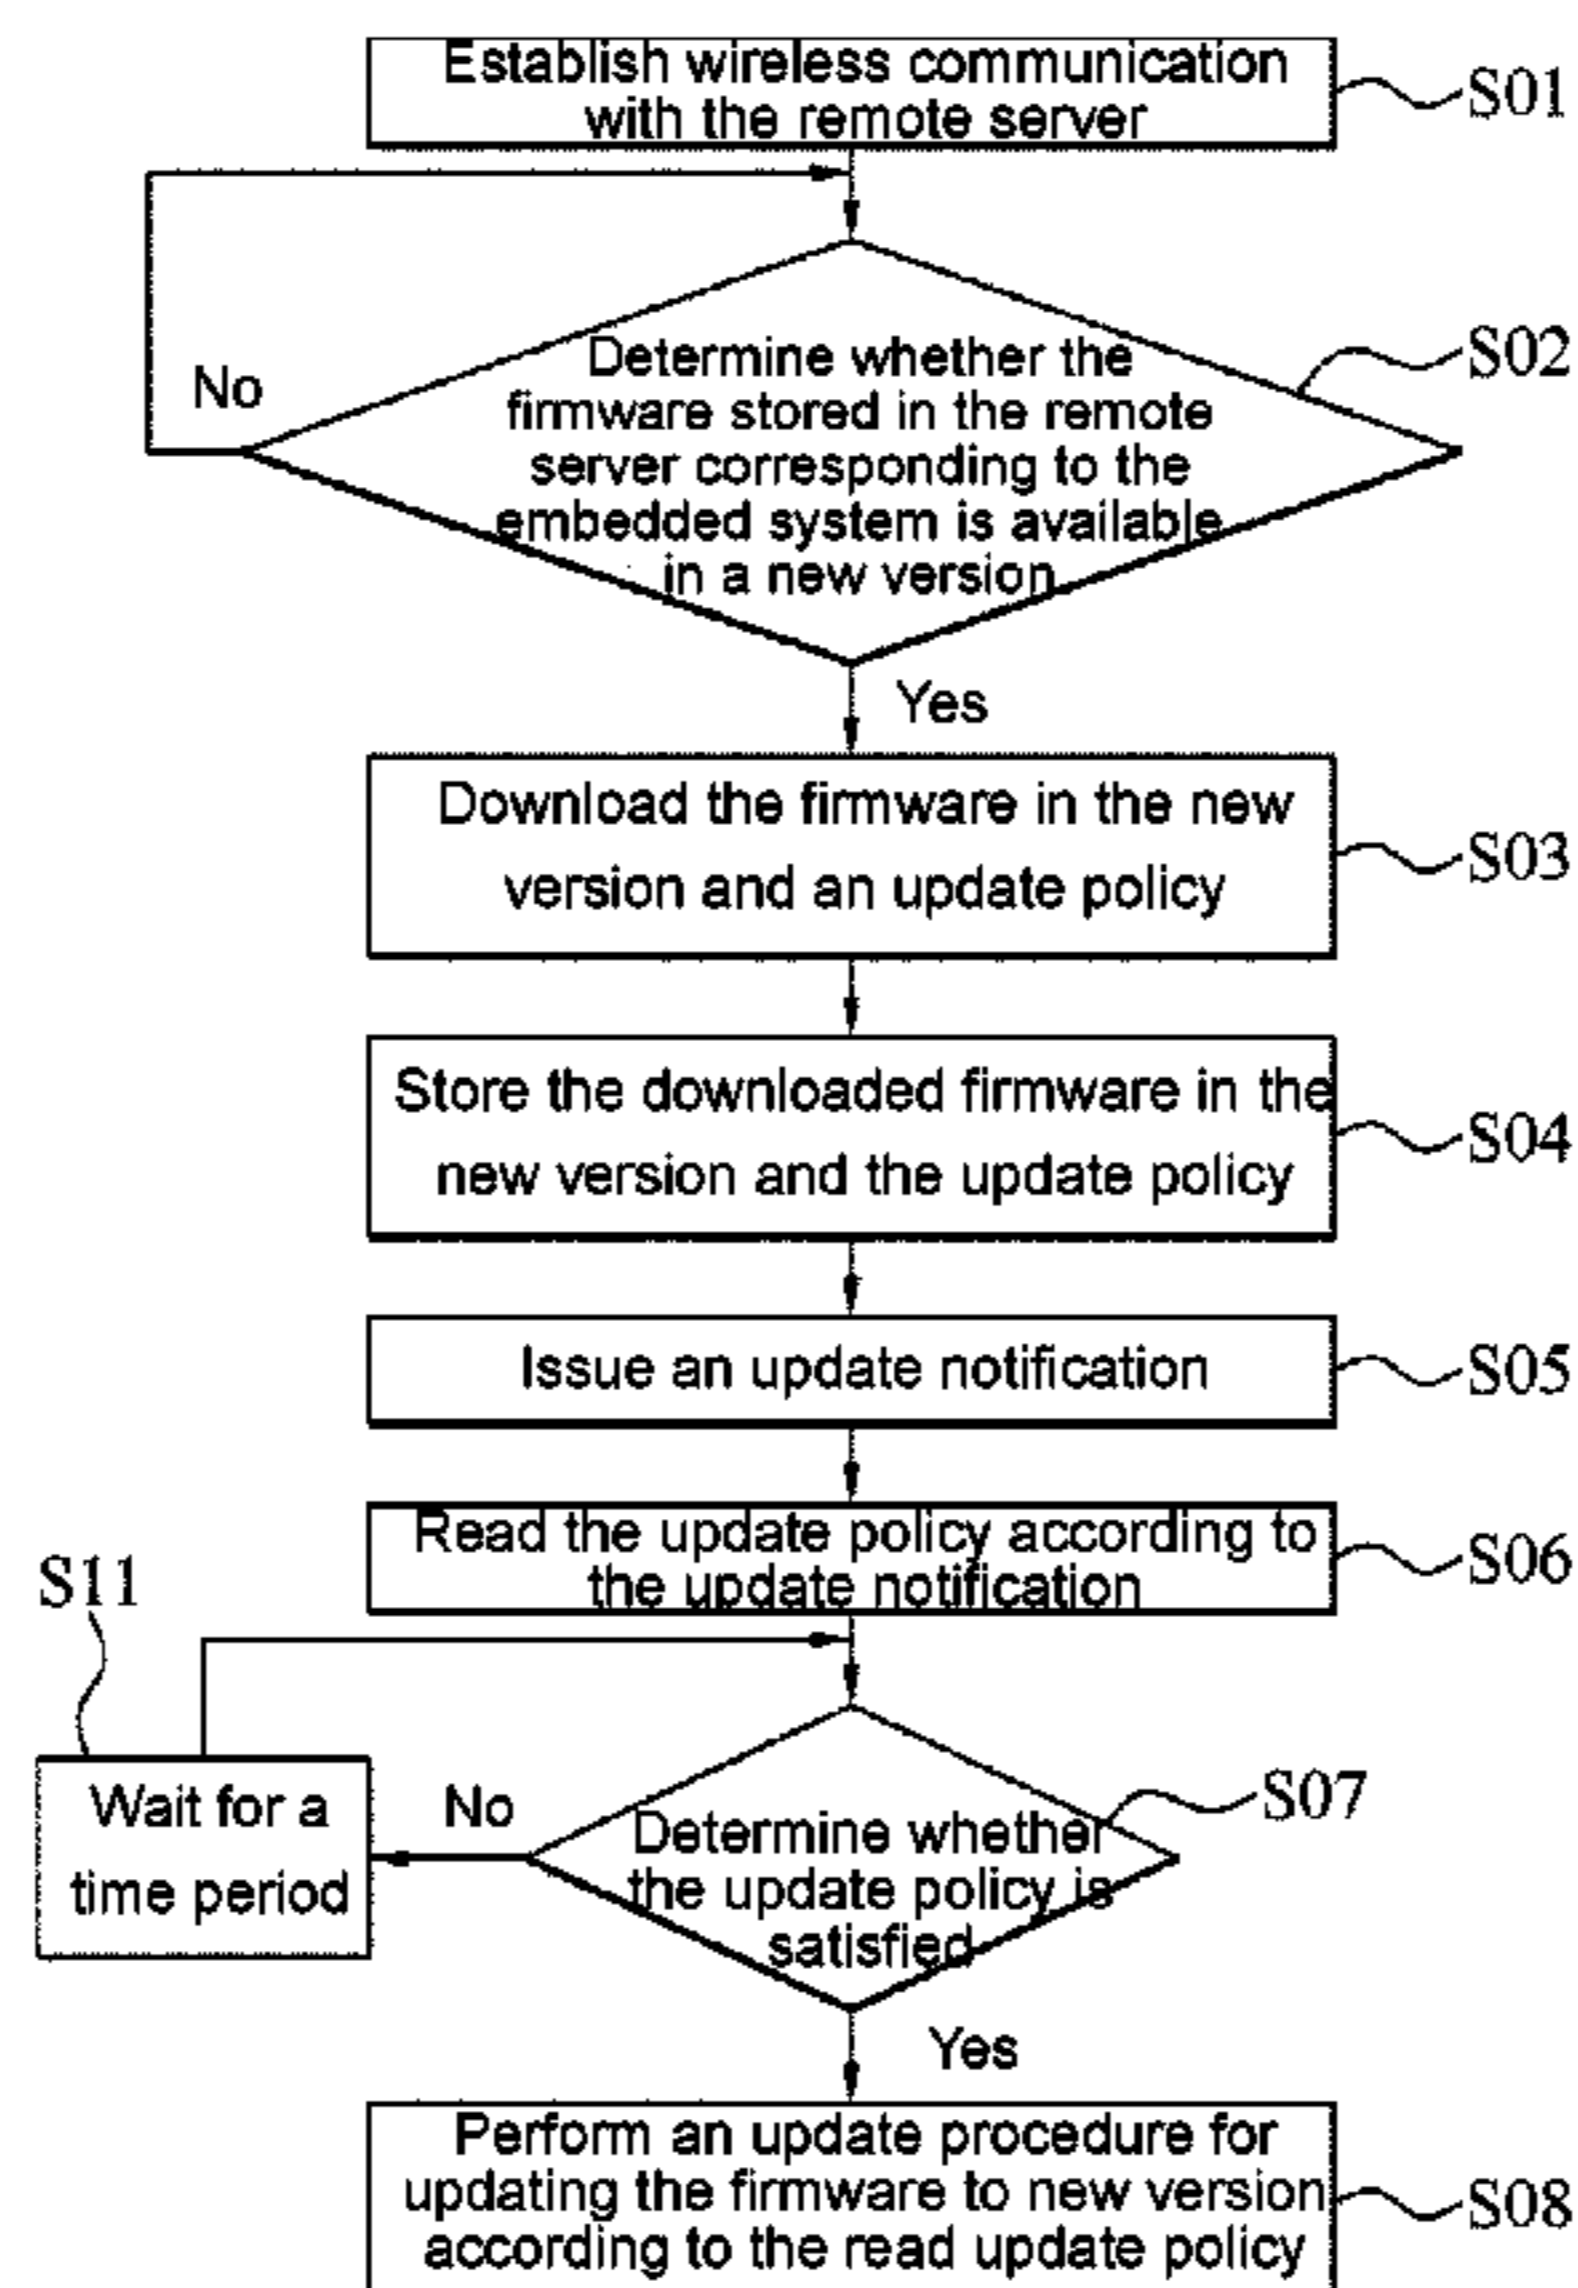 Establish wireless communication
with the remote server
S01
No
Determine whether the
firmware stored in the remote
server corresponding to the
embedded system is available
in a new version
S02
Yes
Download the firmware in the new
version and an update policy
S03
Store the downloaded firmware in the
new version and the update policy
S04
Issue an update notification
S05
Read the update policy according to
the update notification
S06
S11
Wait for a
time period
No
Determine whether
the update policy is
satisfied
S07
Yes
Perform an update procedure for
updating the firmware to new version
according to the read update policy
S08